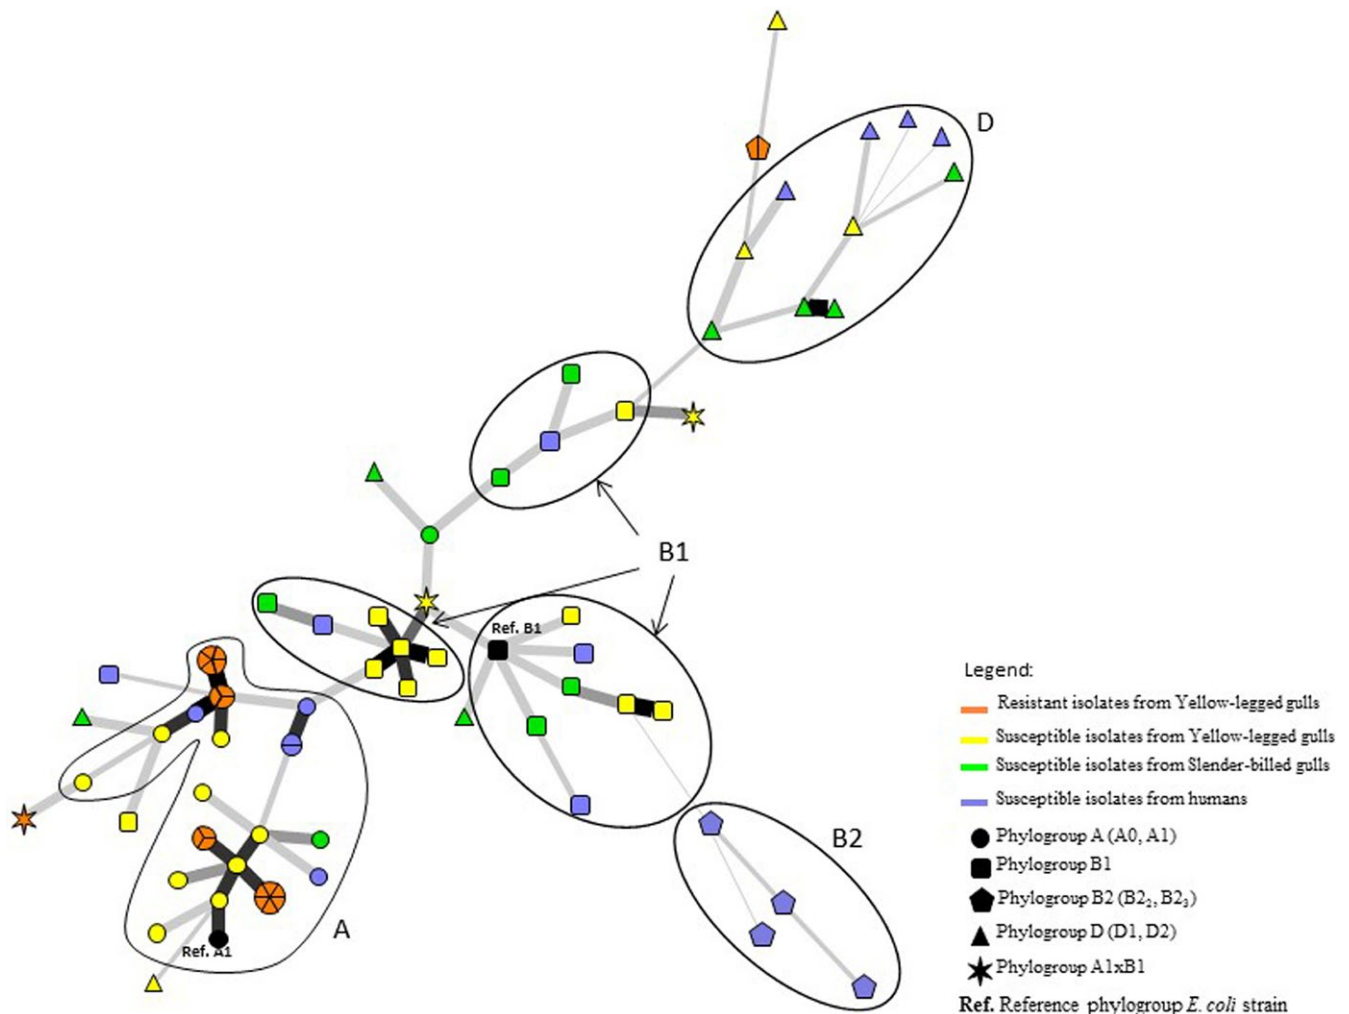 D
B1
Ref. B1
B2
A
Ref. A1
Legend:
Resistant isolates from Yellow-legged gulls
Susceptible isolates from Yellow-legged gulls
Susceptible isolates from Slender-billed gulls
Susceptible isolates from humans
Phylogroup A (A0, A1)
Phylogroup B1
Phylogroup B2 (B2₂, B2₃)
Phylogroup D (D1, D2)
Phylogroup A1xB1
Ref. Reference phylogroup E. coli strain